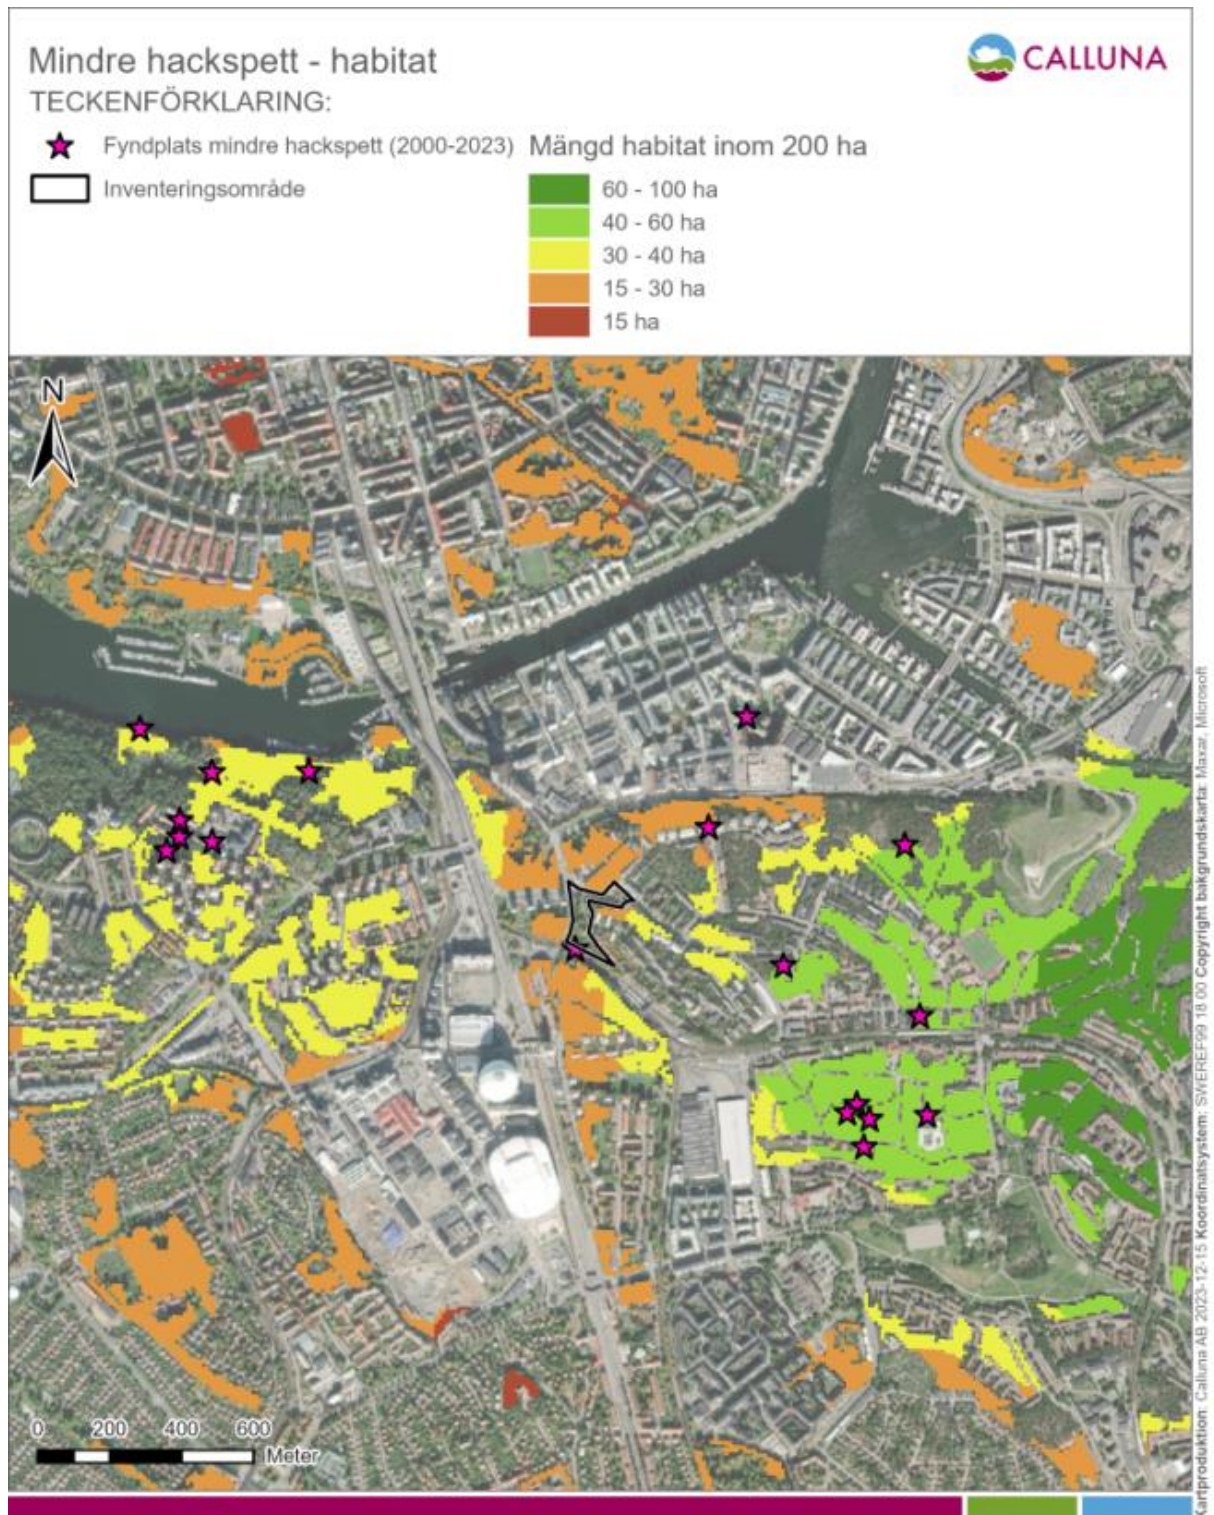 Mindre hackspett - habitat
CALLUNA
TECKENFÖRKLARING:
Fyndplats mindre hackspett (2000-2023)
Inventeringsområde
Mängd habitat inom 200 ha
60 - 100 ha
40 - 60 ha
30 - 40 ha
15 - 30 ha
15 ha
N
0 200 400 600
Meter
Kartproduktion: Calluna AB 2023-12-15 Koordinatsystem: SWEREF99 18 00 Copyright bakgrundskarta: Maxar, Microsoft